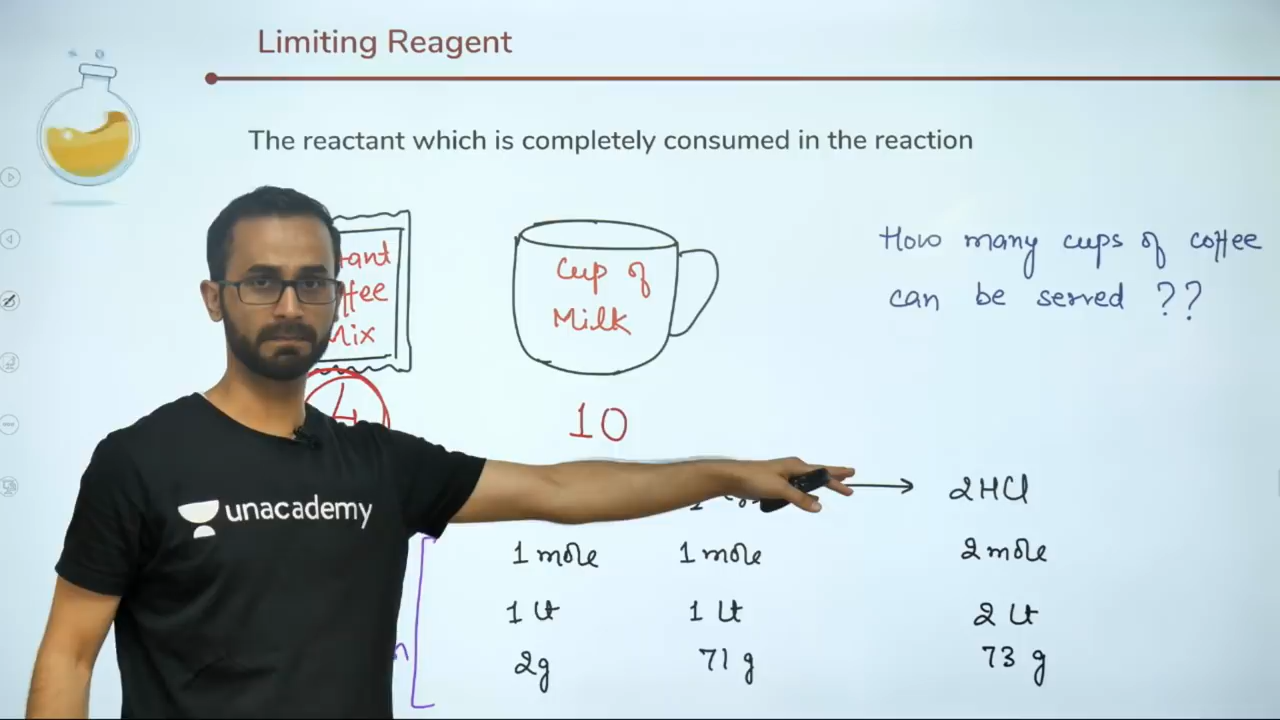 Limiting Reagent
The reactant which is completely consumed in the reaction
Mix
4
Cup of
Milk
10
How many cups of coffee
can be served ??
2HCl
1 mole 1 mole 2 mole
1 Lt 1 Lt 2 Lt
2g 71 g 73 g
unacademy